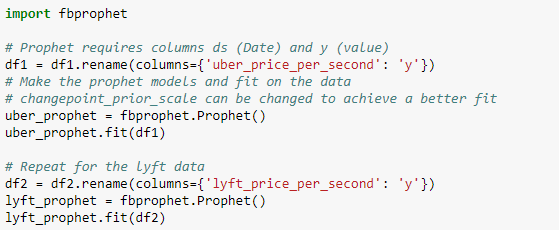 import fbprophet
# Prophet requires columns ds (Date) and y (value)
df1 = df1.rename(columns={'uber_price_per_second': 'y'})
# Make the prophet models and fit on the data
# changepoint_prior_scale can be changed to achieve a better fit
uber_prophet = fbprophet.Prophet()
uber_prophet.fit(df1)
# Repeat for the lyft data
df2 = df2.rename(columns={'lyft_price_per_second': 'y'})
lyft_prophet = fbprophet.Prophet()
lyft_prophet.fit(df2)